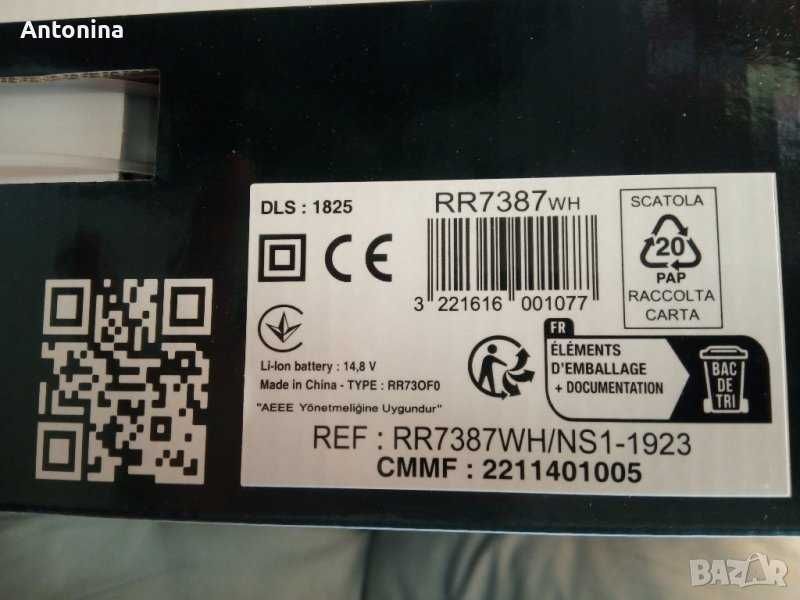 Antonina
DLS : 1825
RR7387WH
3 221616 001077
SCATOLA
20
PAP
RACCOLTA
CARTA
CE
Li-Ion battery : 14,8 V
Made in China - TYPE : RR73OF0
"AEEE Yönetmeliğine Uygundur"
FR
ÉLÉMENTS
D'EMBALLAGE
+ DOCUMENTATION
BAC
DE
TRI
REF : RR7387WH/NS1-1923
CMMF : 2211401005
BAZAR